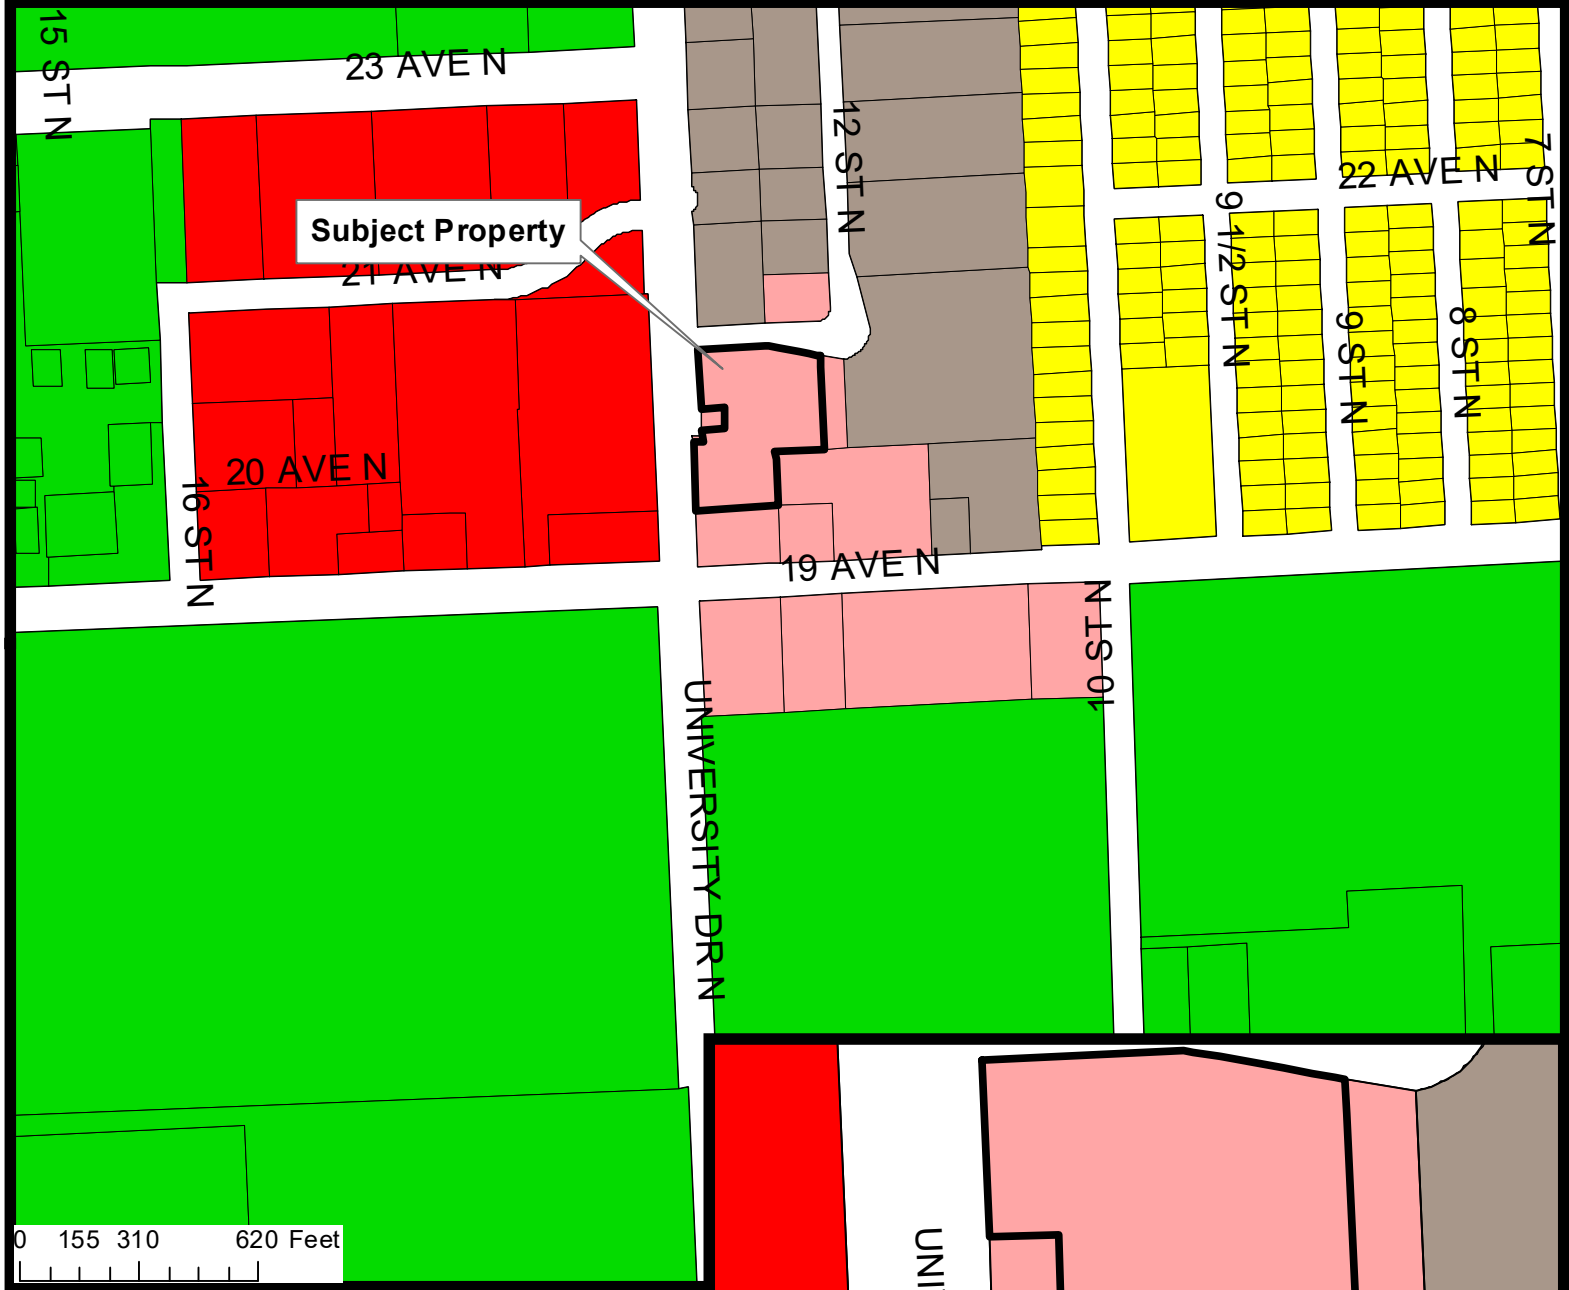 15 ST N
23 AVE N
12 ST N
22 AVE N
7 ST N
Subject Property
21 AVE N
9 1/2 ST N
9 ST N
8 ST N
20 AVE N
16 ST N
19 AVE N
10 ST N
UNIVERSITY DR N
0 155 310 620 Feet
UNI